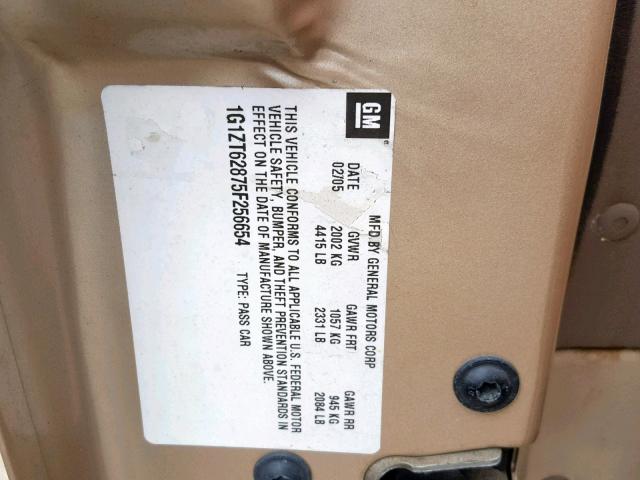 GM
MFD BY GENERAL MOTORS CORP
DATE GVWR GAWR FRT GAWR RR
02/05 2002 KG 1057 KG 945 KG
4415 LB 2331 LB 2084 LB
THIS VEHICLE CONFORMS TO ALL APPLICABLE U.S. FEDERAL MOTOR
VEHICLE SAFETY, BUMPER, AND THEFT PREVENTION STANDARDS IN
EFFECT ON THE DATE OF MANUFACTURE SHOWN ABOVE.
1G1ZT62875F256654 TYPE: PASS CAR